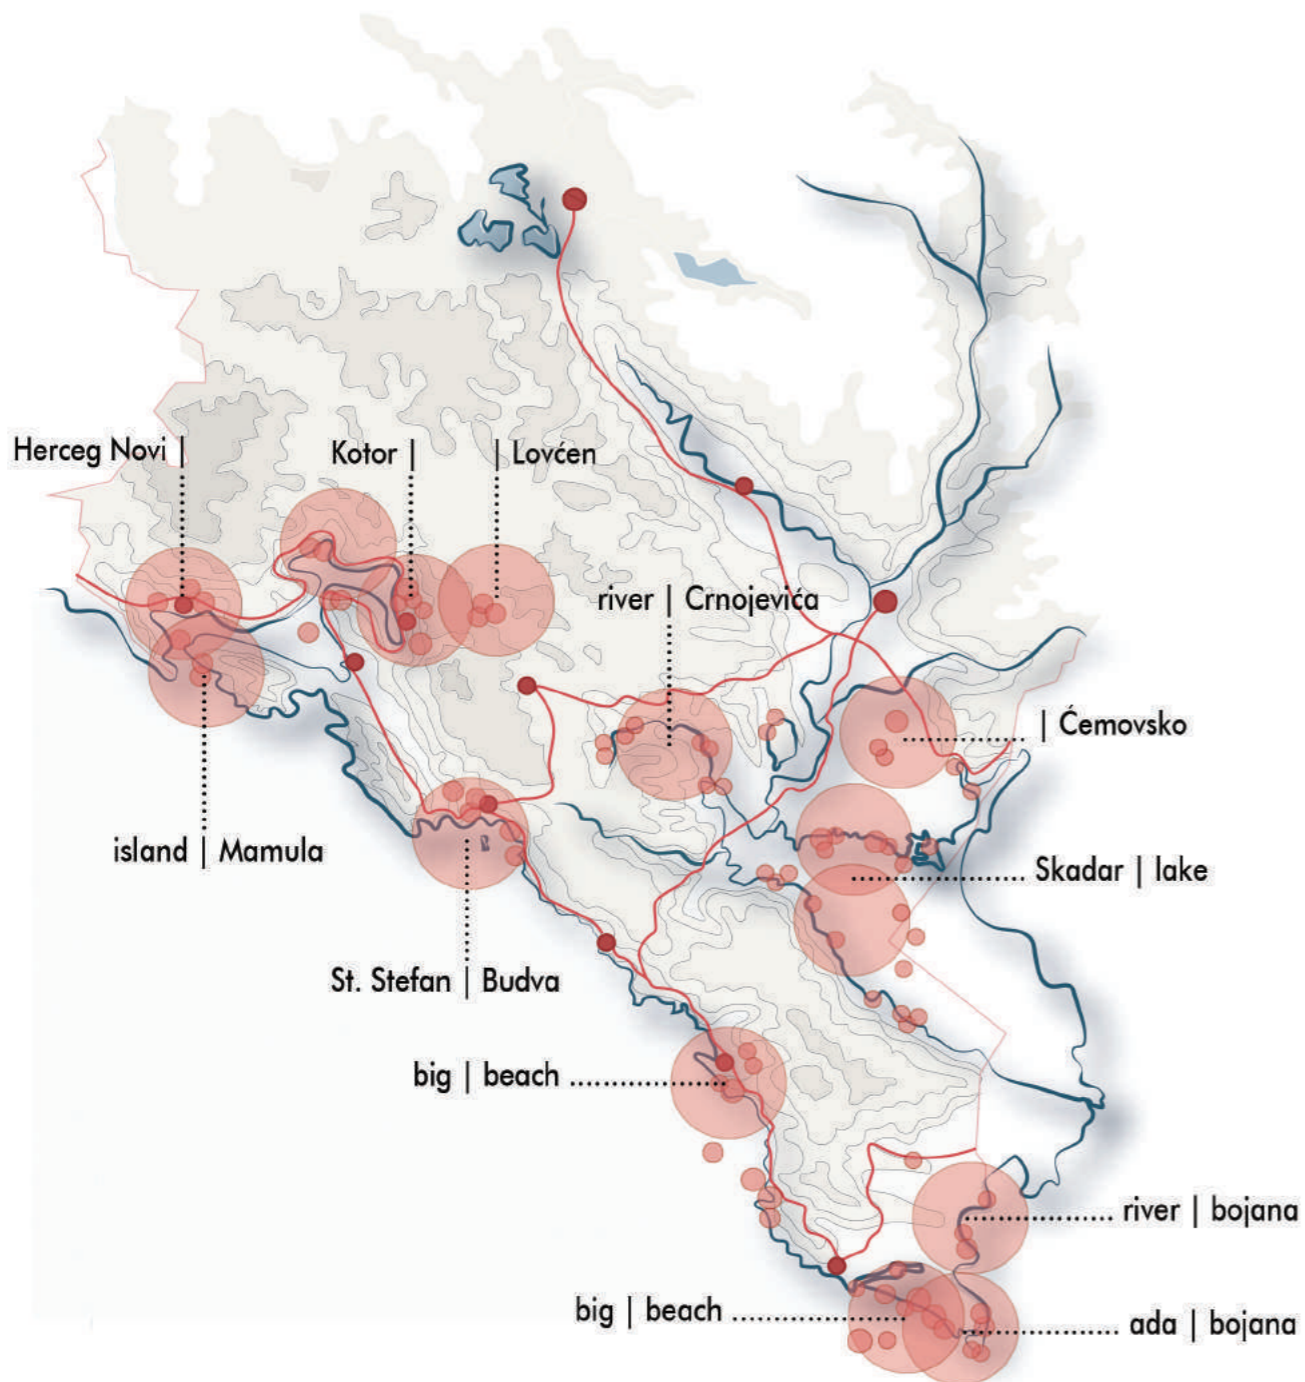 Herceg Novi |
Kotor |
| Lovćen
river | Crnojevića
| Ćemovsko
island | Mamula
Skadar | lake
St. Stefan | Budva
big | beach
river | bojana
big | beach
ada | bojana